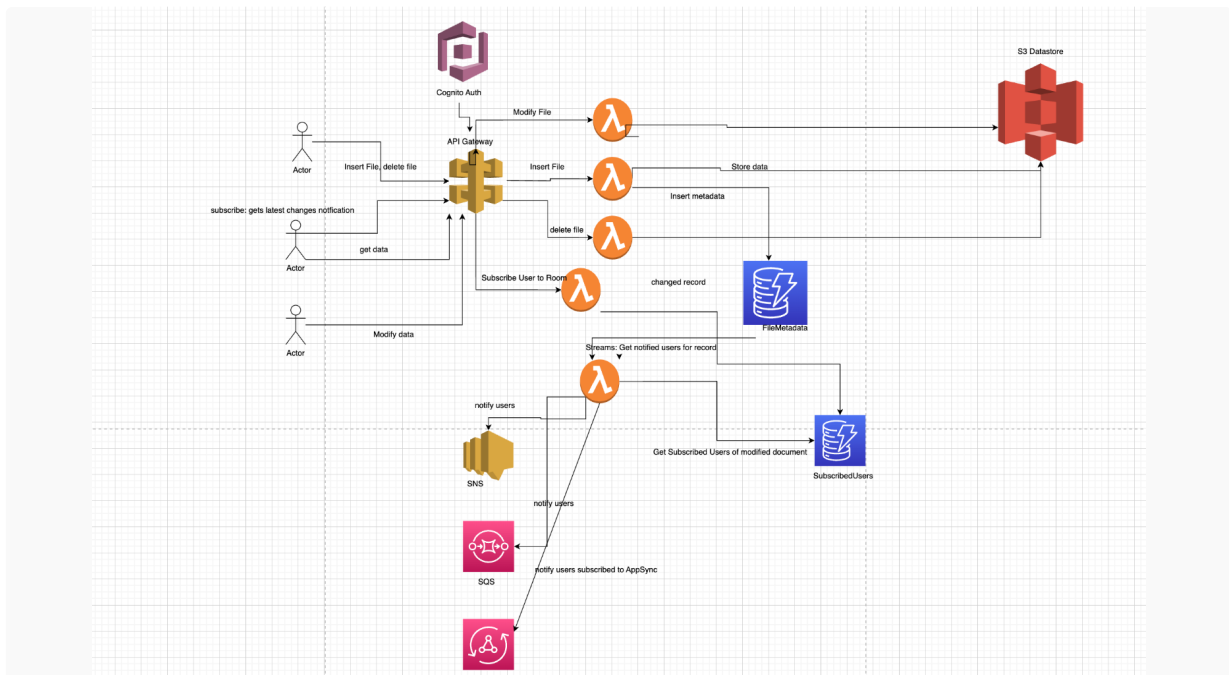 S3 Datastore
Cognito Auth
Modify File
API Gateway
Actor
Insert File, delete file
Insert File
Store data
Insert metadata
subscribe: gets latest changes notfication
delete file
get data
Actor
Subscribe User to Room
changed record
FileMetadata
Modify data
Actor
Streams: Get notified users for record
notify users
Get Subscribed Users of modified document
SubscribedUsers
SNS
notify users
notify users subscribed to AppSync
SQS